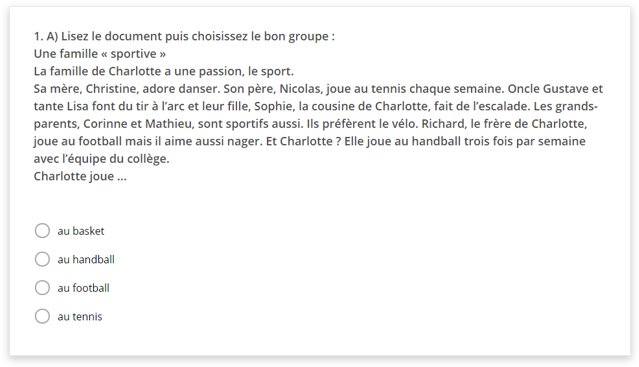 1. A) Lisez le document puis choisissez le bon groupe :
Une famille « sportive »
La famille de Charlotte a une passion, le sport.
Sa mère, Christine, adore danser. Son père, Nicolas, joue au tennis chaque semaine. Oncle Gustave et
tante Lisa font du tir à l’arc et leur fille, Sophie, la cousine de Charlotte, fait de l’escalade. Les grands-
parents, Corinne et Mathieu, sont sportifs aussi. Ils préfèrent le vélo. Richard, le frère de Charlotte,
joue au football mais il aime aussi nager. Et Charlotte ? Elle joue au handball trois fois par semaine
avec l’équipe du collège.
Charlotte joue ...
au basket
au handball
au football
au tennis